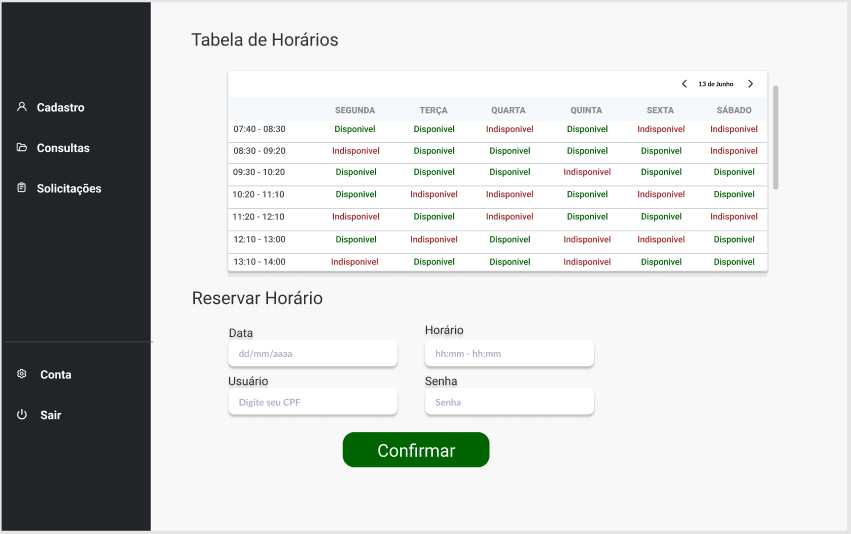 Cadastro
Consultas
Solicitações
Conta
Sair
Tabela de Horários
13 de Junho
SEGUNDA TERÇA QUARTA QUINTA SEXTA SÁBADO
07:40 - 08:30 Disponivel Disponivel Indisponivel Disponivel Indisponivel Indisponivel
08:30 - 09:20 Indisponivel Disponivel Disponivel Disponivel Disponivel Indisponivel
09:30 - 10:20 Disponivel Disponivel Disponivel Indisponivel Disponivel Disponivel
10:20 - 11:10 Disponivel Indisponivel Indisponivel Disponivel Indisponivel Disponivel
11:20 - 12:10 Indisponivel Disponivel Indisponivel Disponivel Disponivel Indisponivel
12:10 - 13:00 Disponivel Indisponivel Disponivel Indisponivel Indisponivel Disponivel
13:10 - 14:00 Indisponivel Disponivel Disponivel Indisponivel Disponivel Disponivel
Reservar Horário
Data Horário
dd/mm/aaaa hh:mm - hh:mm
Usuário Senha
Digite seu CPF Senha
Confirmar